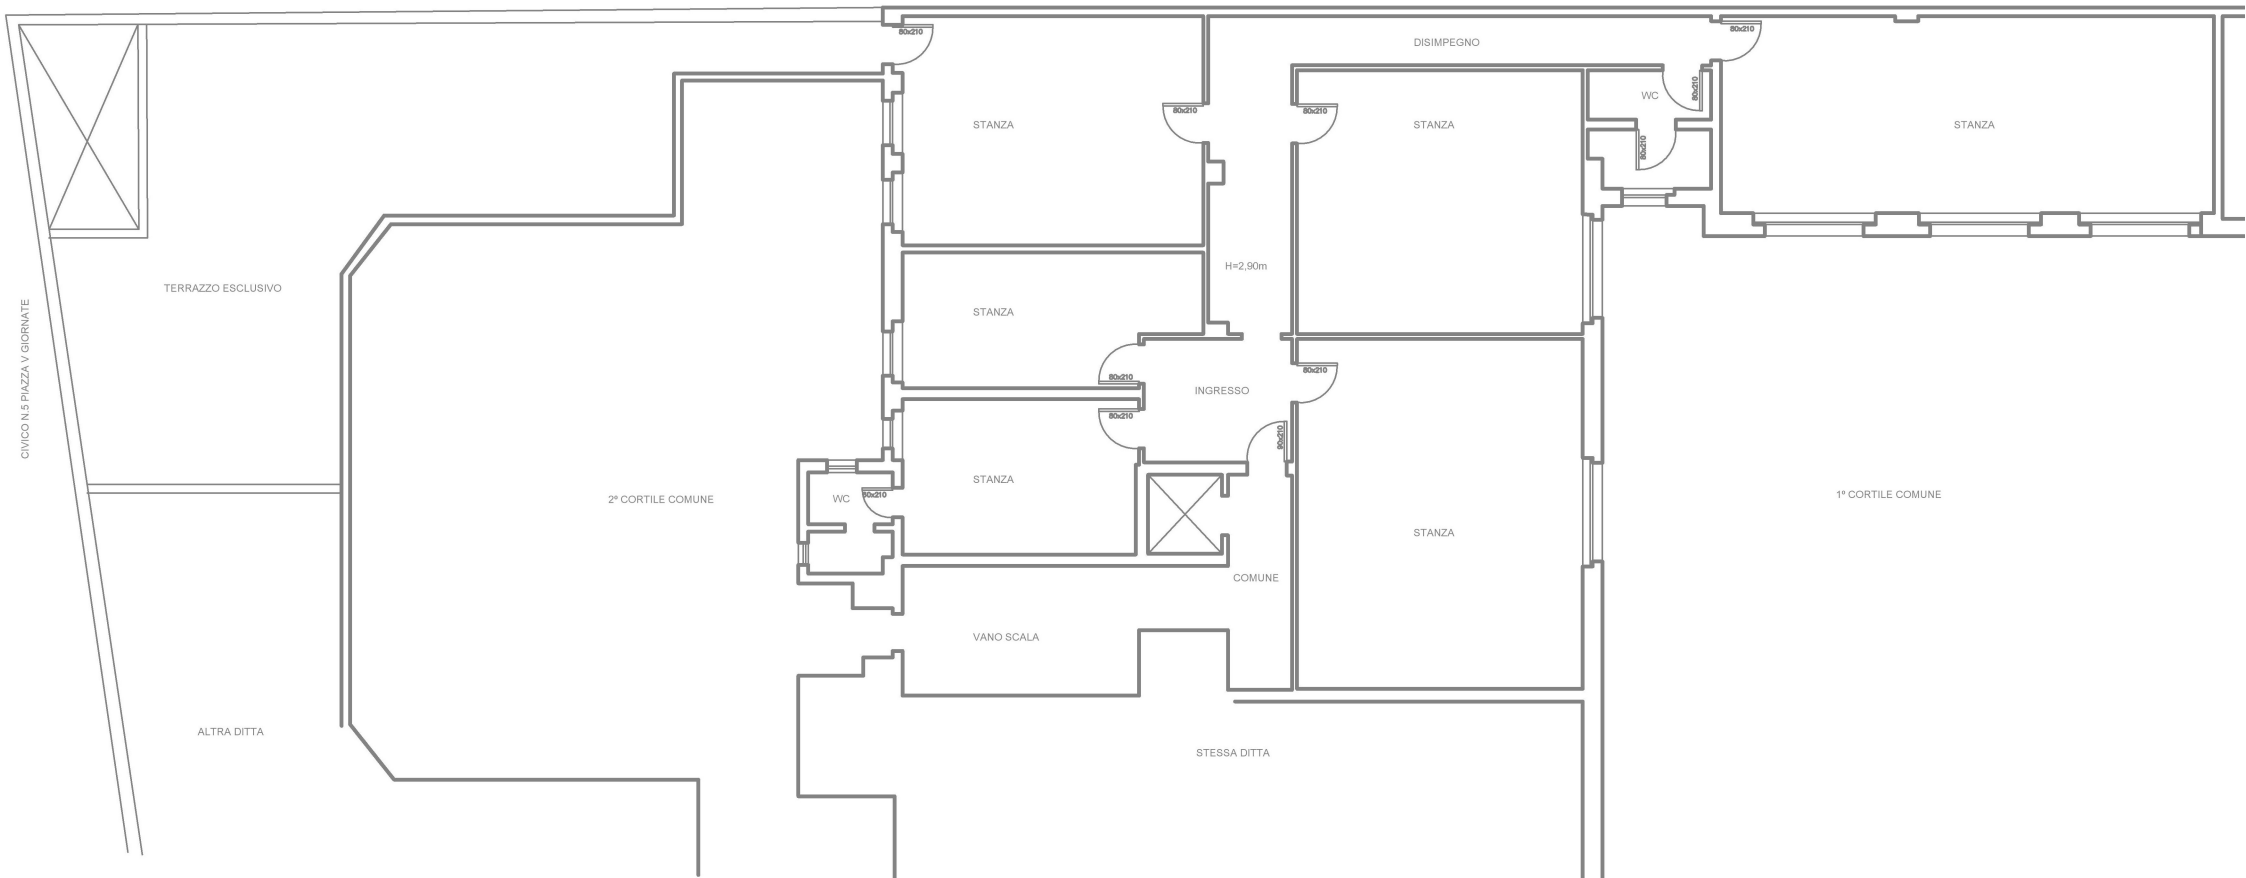 80x210
80x210
DISIMPEGNO
80x210
WC
80x210
80x210
80x210
STANZA
STANZA
STANZA
80x210
H=2,90m
TERRAZZO ESCLUSIVO
STANZA
CIVICO N.5 PIAZZA V GIORNATE
80x210
80x210
INGRESSO
80x210
90x210
STANZA
WC
60x210
2° CORTILE COMUNE
1° CORTILE COMUNE
STANZA
COMUNE
VANO SCALA
ALTRA DITTA
STESSA DITTA